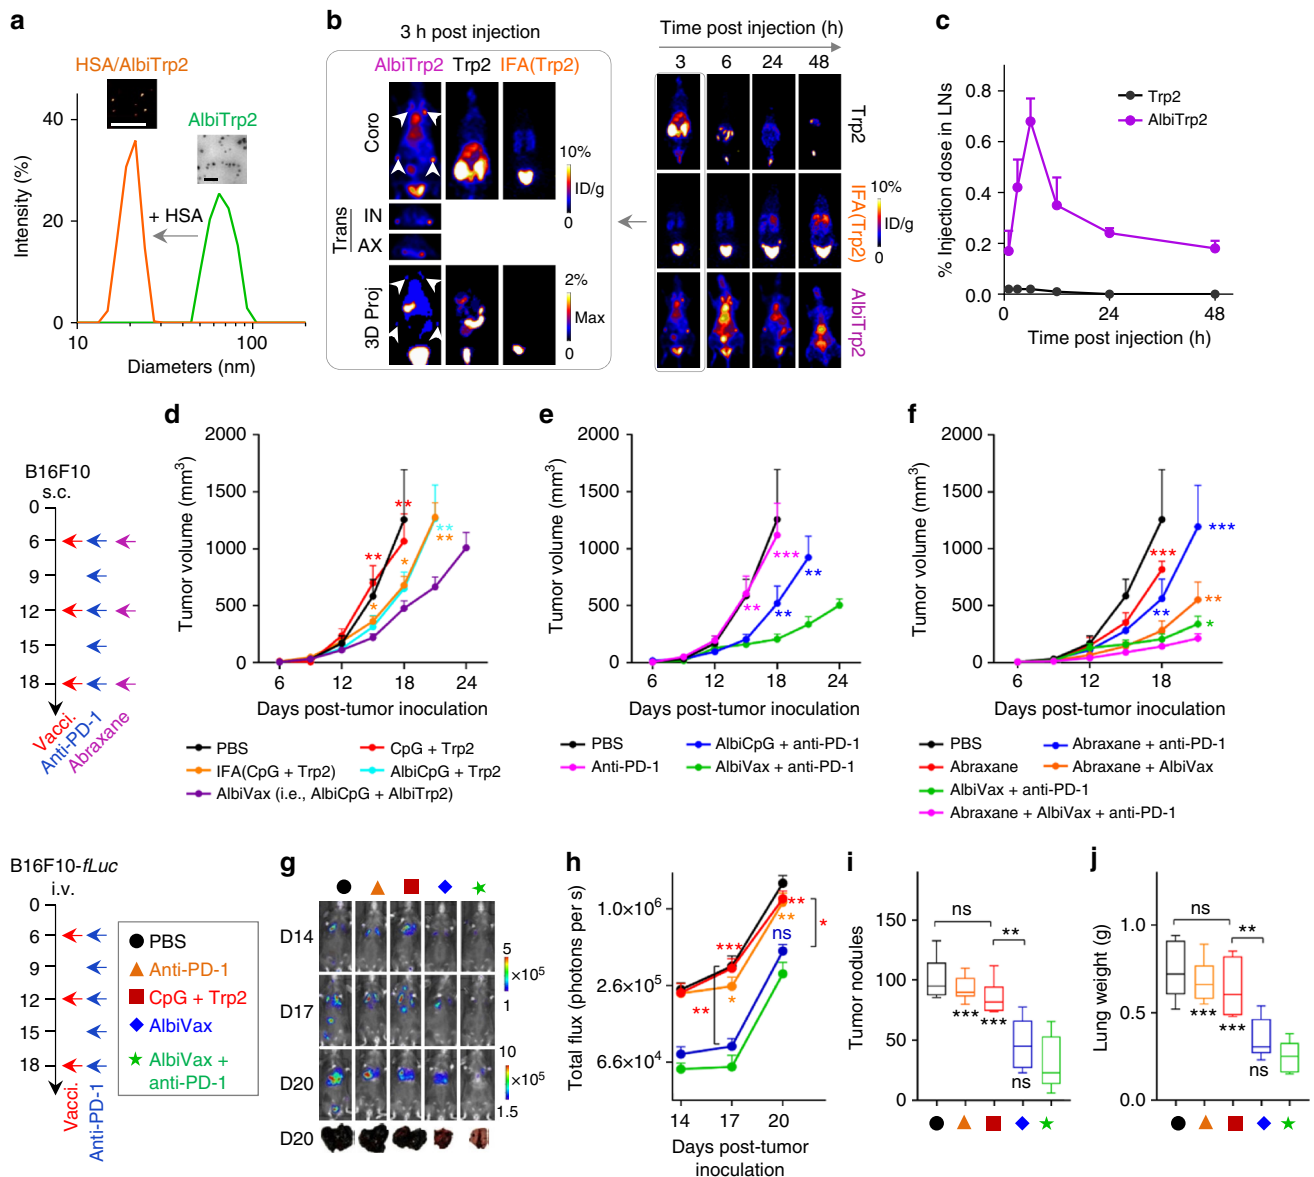 a
HSA/AlbiTrp2
AlbiTrp2
+ HSA
Intensity (%)
40
20
0
10
100
Diameters (nm)
b
3 h post injection
AlbiTrp2 Trp2 IFA(Trp2)
Coro
Trans
IN
AX
3D Proj
10%
ID/g
0
2%
Max
0
Time post injection (h)
3 6 24 48
Trp2
IFA(Trp2)
AlbiTrp2
10%
ID/g
0
c
% Injection dose in LNs
0.8
0.6
0.4
0.2
0.0
Trp2
AlbiTrp2
0 24 48
Time post injection (h)
B16F10
s.c.
0
6
9
12
15
18
Vacci.
Anti-PD-1
Abraxane
d
Tumor volume (mm3)
2000
1500
1000
500
0
**
**
*
*
**
**
6 12 18 24
Days post-tumor inoculation
PBS
CpG + Trp2
IFA(CpG + Trp2)
AlbiCpG + Trp2
AlbiVax (i.e., AlbiCpG + AlbiTrp2)
e
Tumor volume (mm3)
2000
1500
1000
500
0
***
**
**
**
6 12 18 24
Days post-tumor inoculation
PBS
AlbiCpG + anti-PD-1
Anti-PD-1
AlbiVax + anti-PD-1
f
Tumor volume (mm3)
2000
1500
1000
500
0
***
***
**
**
*
6 12 18
Days post-tumor inoculation
PBS
Abraxane + anti-PD-1
Abraxane
Abraxane + AlbiVax
AlbiVax + anti-PD-1
Abraxane + AlbiVax + anti-PD-1
B16F10-fLuc
i.v.
0
6
9
12
15
18
Vacci.
Anti-PD-1
PBS
Anti-PD-1
CpG + Trp2
AlbiVax
AlbiVax +
anti-PD-1
g
D14
D17
D20
D20
5
×10⁵
1
10
×10⁵
1.5
h
Total flux (photons per s)
1.0×10⁶
2.6×10⁵
6.6×10⁴
***
**
*
**
**
ns
*
14 17 20
Days post-tumor
inoculation
i
Tumor nodules
150
100
50
0
ns
**
***
***
ns
j
Lung weight (g)
1.0
0.5
0.0
ns
**
***
***
ns